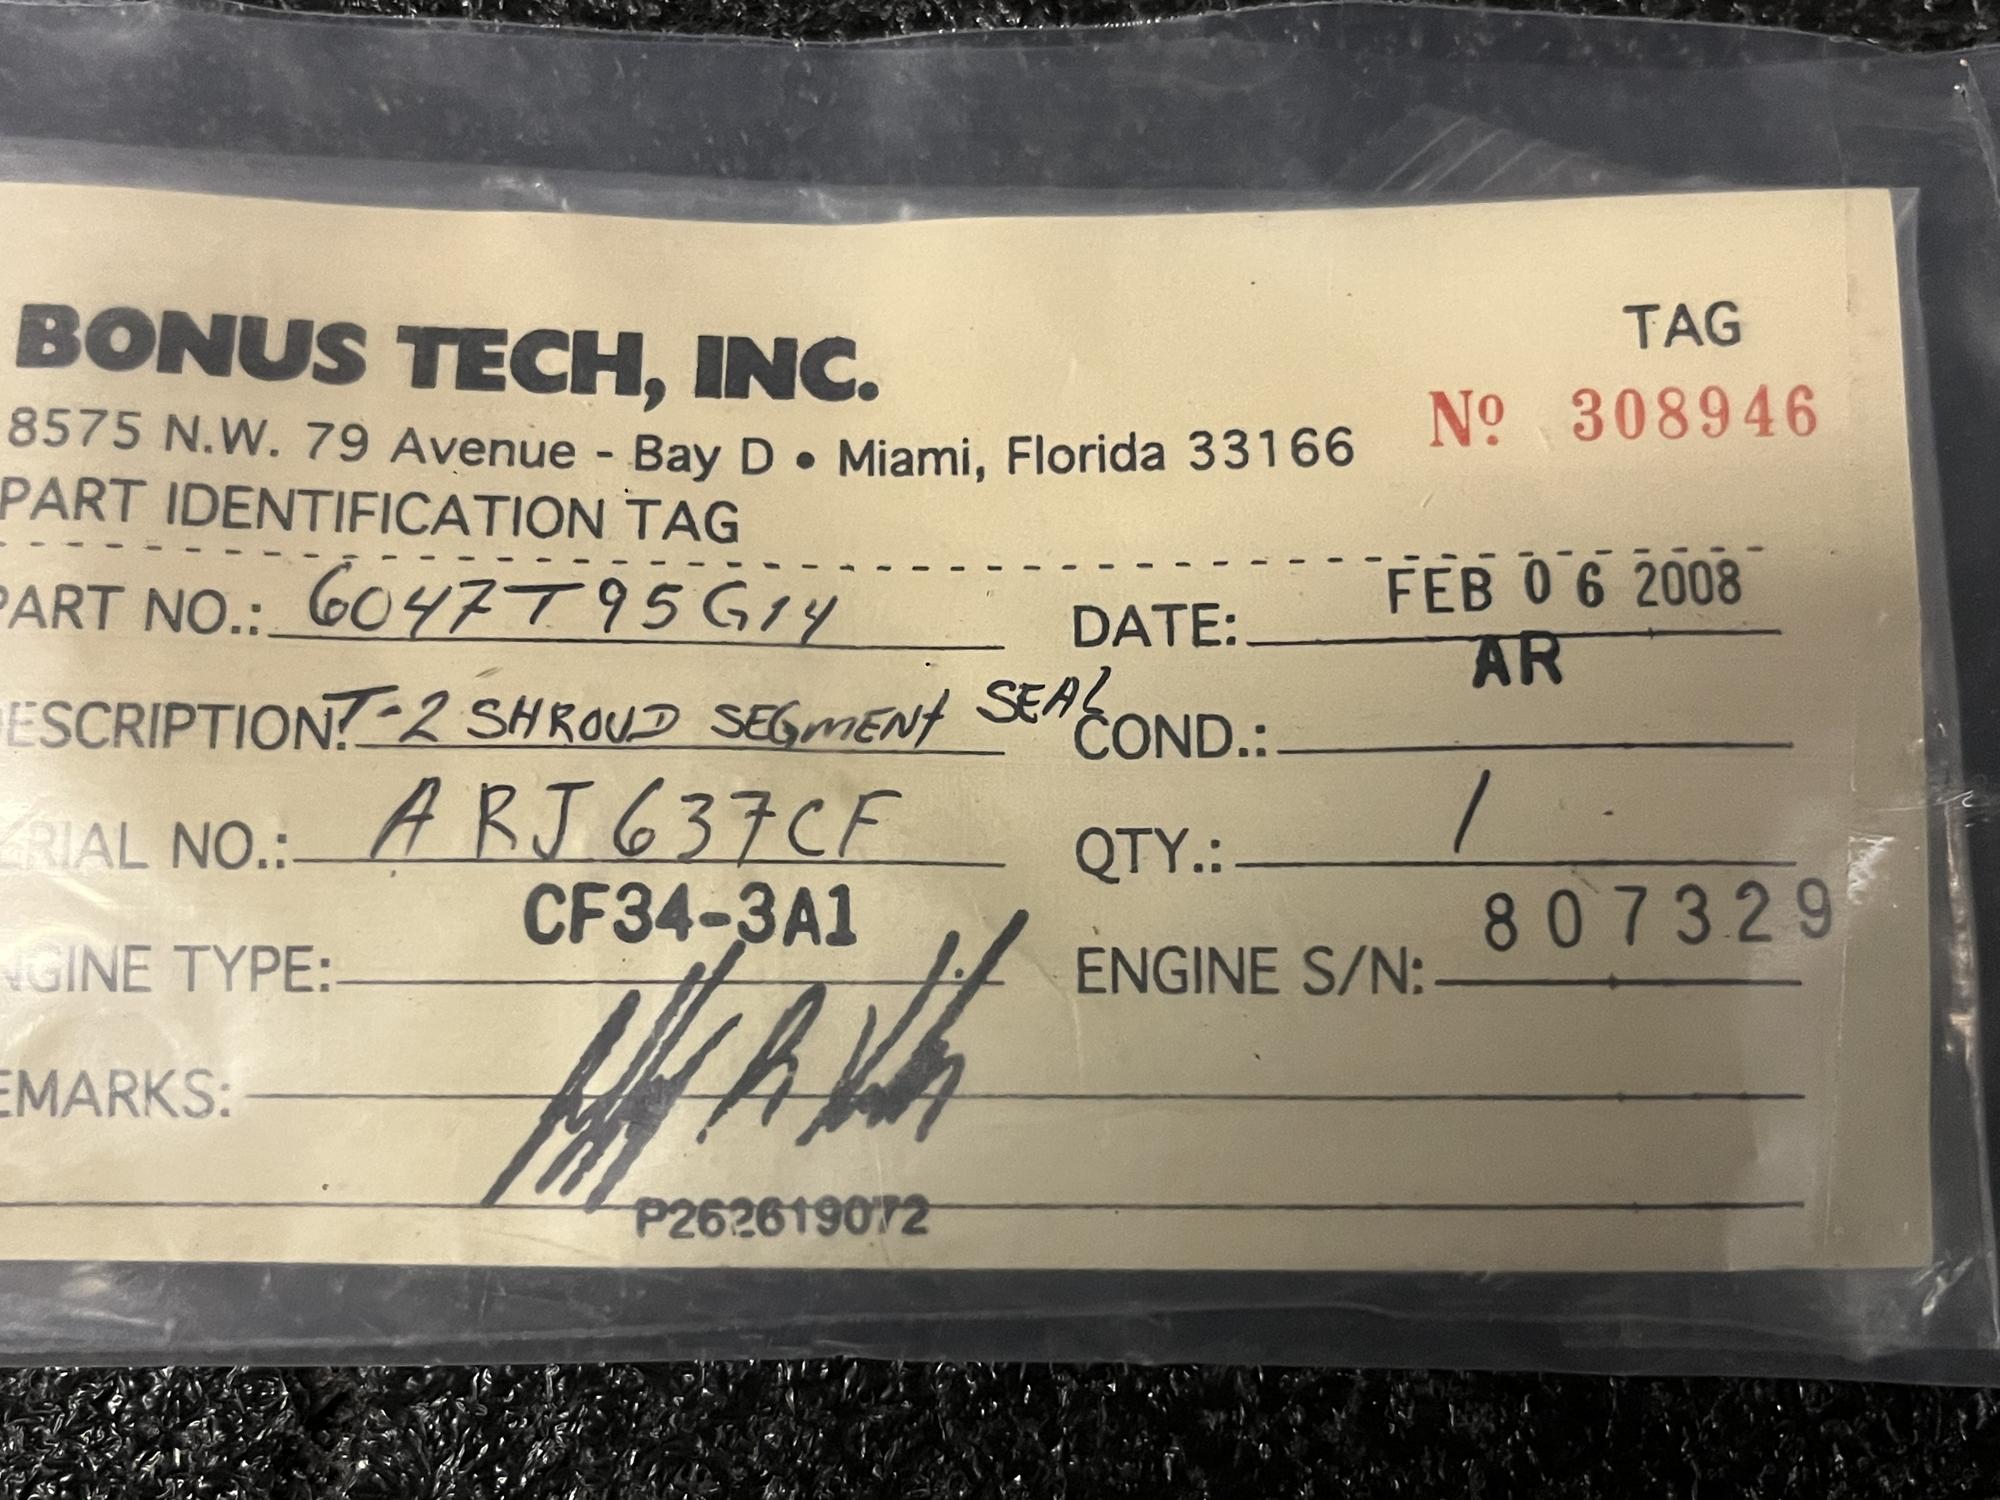 BONUS TECH, INC.
8575 N.W. 79 Avenue - Bay D • Miami, Florida 33166
TAG
Nº 308946
PART IDENTIFICATION TAG
PART NO.: 6047T95G14
DATE: FEB 06 2008
ESCRIPTION: T-2 SHROUD SEGMENT SEAL
COND.: AR
ERIAL NO.: ARJ637CF
QTY.: 1
NGINE TYPE: CF34-3A1
ENGINE S/N: 807329
EMARKS:
P262619072